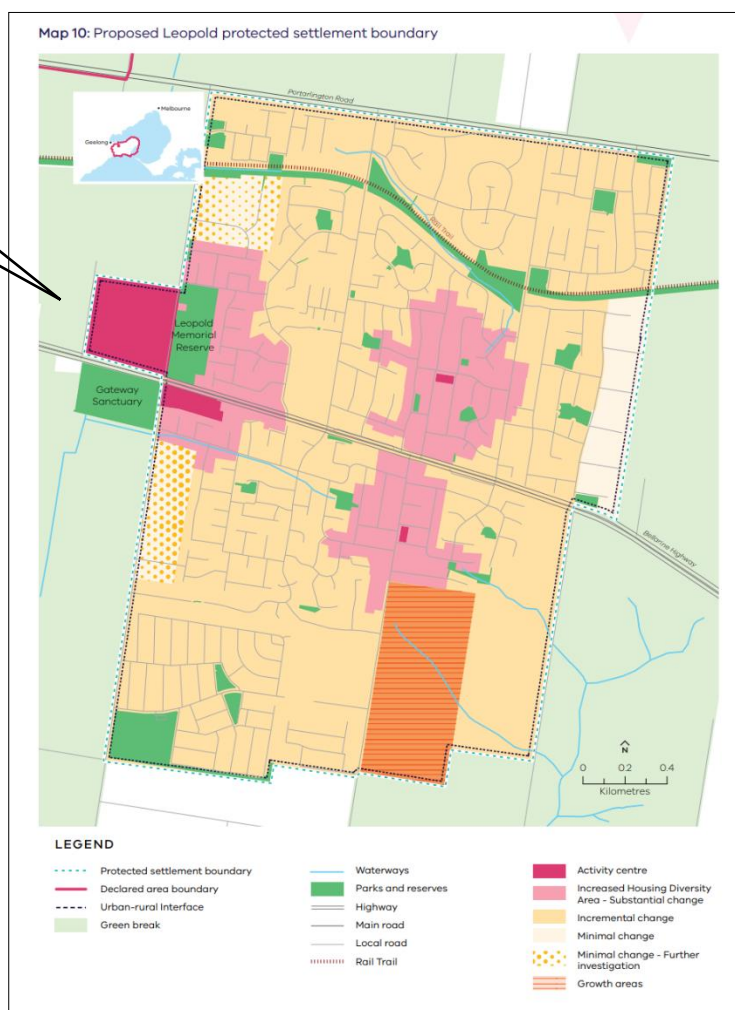 Map 10: Proposed Leopold protected settlement boundary
Portarlington Road
Melbourne
Geelong
Rail Trail
Leopold
Memorial
Reserve
Gateway
Sanctuary
Bellarine Highway
N
0 0.2 0.4
Kilometres
LEGEND
Protected settlement boundary
Declared area boundary
Urban-rural Interface
Green break
Waterways
Parks and reserves
Highway
Main road
Local road
Rail Trail
Activity centre
Increased Housing Diversity
Area - Substantial change
Incremental change
Minimal change
Minimal change - Further
investigation
Growth areas